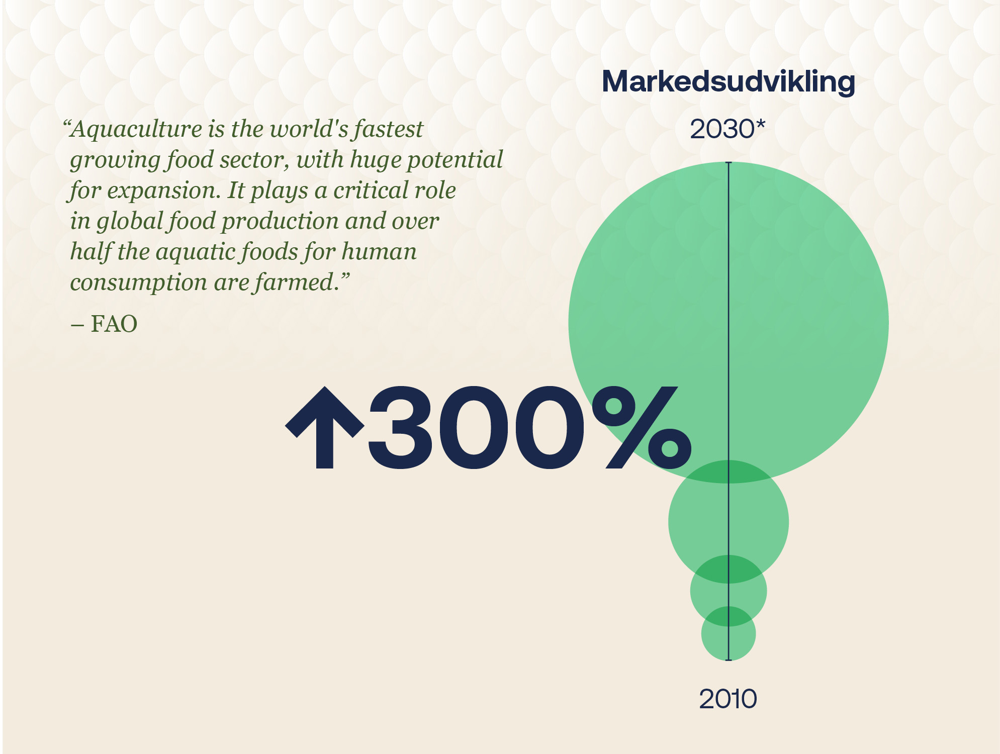 “Aquaculture is the world's fastest
growing food sector, with huge potential
for expansion. It plays a critical role
in global food production and over
half the aquatic foods for human
consumption are farmed.”
– FAO
Markedsudvikling
2030*
↑300%
2010